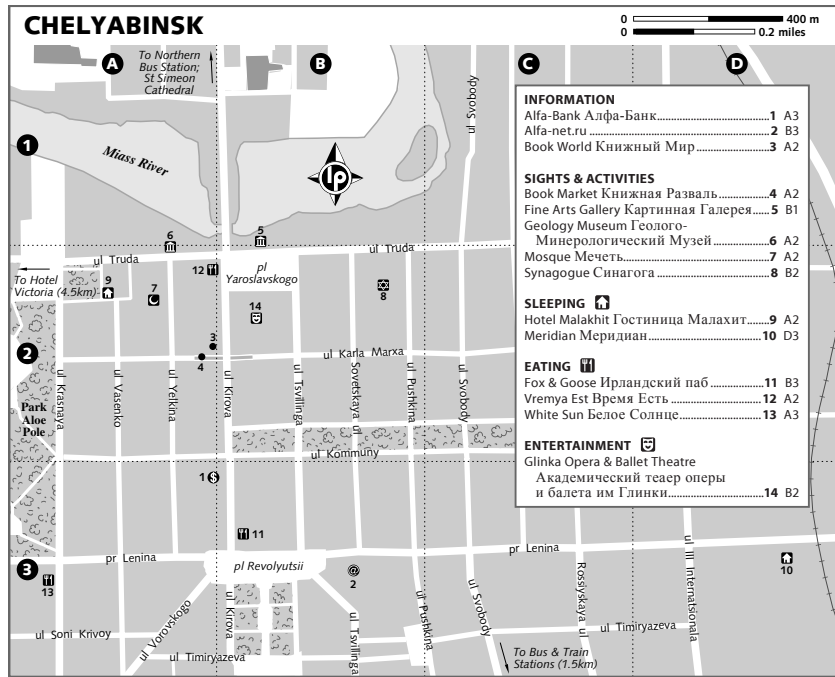 CHELYABINSK
0 400 m
0 0.2 miles
A
B
C
D
To Northern
Bus Station;
St Simeon
Cathedral
ul Svobody
1
Miass River
lp
INFORMATION
Alfa-Bank Алфа-Банк 1 A3
Alfa-net.ru 2 B3
Book World Книжный Мир 3 A2
SIGHTS & ACTIVITIES
Book Market Книжная Разваль 4 A2
Fine Arts Gallery Картинная Галерея 5 B1
Geology Museum Геолого-
Минерологический Музей 6 A2
Mosque Мечеть 7 A2
Synagogue Синагога 8 B2
SLEEPING
Hotel Malakhit Гостиница Малахит 9 A2
Meridian Меридиан 10 D3
EATING
Fox & Goose Ирландский паб 11 B3
Vremya Est Время Есть 12 A2
White Sun Белое Солнце 13 A3
ENTERTAINMENT
Glinka Opera & Ballet Theatre
Академический теаер оперы
и балета им Глинки 14 B2
6
5
ul Truda
ul Truda
12
pl
Yaroslavskogo
To Hotel
Victoria (4.5km)
9
7
14
8
2
3
4
ul Karla Marxa
ul Krasnaya
ul Vasenko
ul Yelkina
ul Kirova
ul Tsvillinga
Sovetskaya ul
ul Pushkina
ul Svobody
Park
Aloe
Pole
ul Kommuny
1 $
11
pr Lenina
pr Lenina
3
13
pl Revolyutsii
@
2
10
ul Vorovskogo
ul Kirova
ul Tsvillinga
ul Pushkina
ul Svobody
Rossiyskaya ul
ul III Internatsionala
ul Soni Krivoy
ul Timiryazeva
ul Timiryazeva
To Bus & Train
Stations (1.5km)